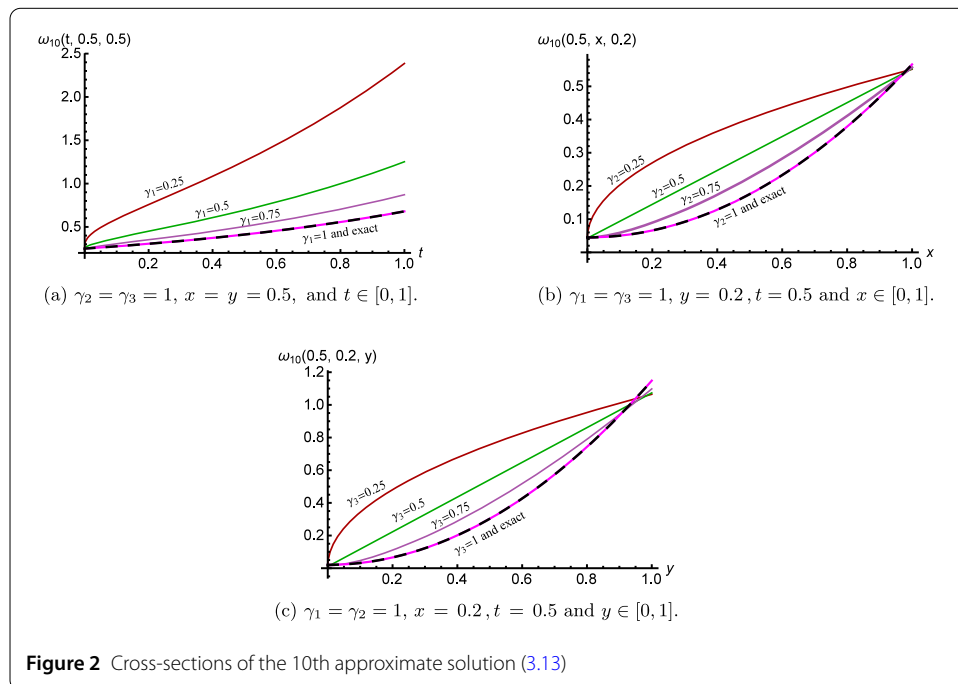 ω₁₀(t, 0.5, 0.5)
2.5
2.0
1.5
1.0
0.5
γ₁=0.25
γ₁=0.5
γ₁=0.75
γ₁=1 and exact
0.2 0.4 0.6 0.8 1.0 t
(a) γ₂ = γ₃ = 1, x = y = 0.5, and t ∈ [0, 1].
ω₁₀(0.5, x, 0.2)
0.5
0.4
0.3
0.2
0.1
γ₂=0.25
γ₂=0.5
γ₂=0.75
γ₂=1 and exact
0.2 0.4 0.6 0.8 1.0 x
(b) γ₁ = γ₃ = 1, y = 0.2, t = 0.5 and x ∈ [0, 1].
ω₁₀(0.5, 0.2, y)
1.2
1.0
0.8
0.6
0.4
0.2
γ₃=0.25
γ₃=0.5
γ₃=0.75
γ₃=1 and exact
0.2 0.4 0.6 0.8 1.0 y
(c) γ₁ = γ₂ = 1, x = 0.2, t = 0.5 and y ∈ [0, 1].
Figure 2 Cross-sections of the 10th approximate solution (3.13)